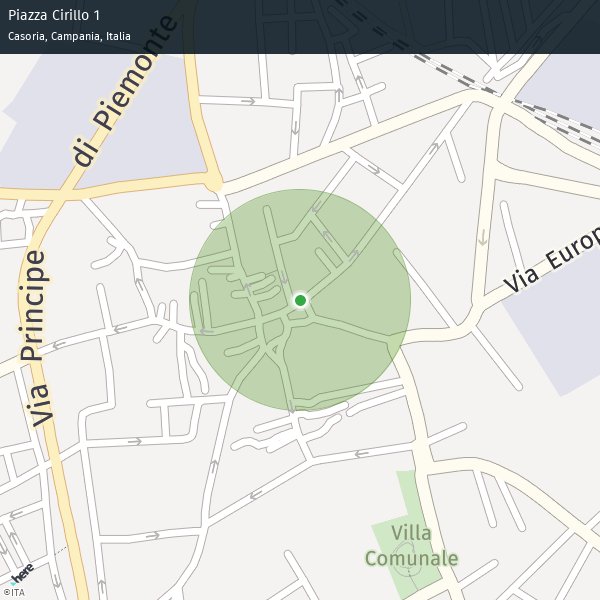 Piazza Cirillo 1
Casoria, Campania, Italia
di Piemonte
Via Principe
Via Europ
Villa
Comunale
here
©ITA